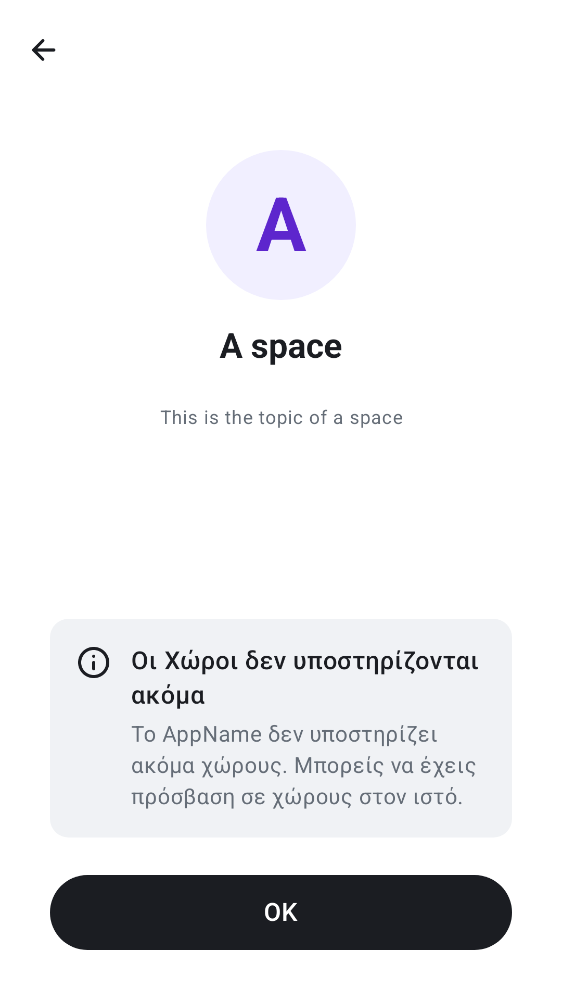 A
A space
This is the topic of a space
Οι Χώροι δεν υποστηρίζονται
ακόμα
Το AppName δεν υποστηρίζει
ακόμα χώρους. Μπορείς να έχεις
πρόσβαση σε χώρους στον ιστό.
OK